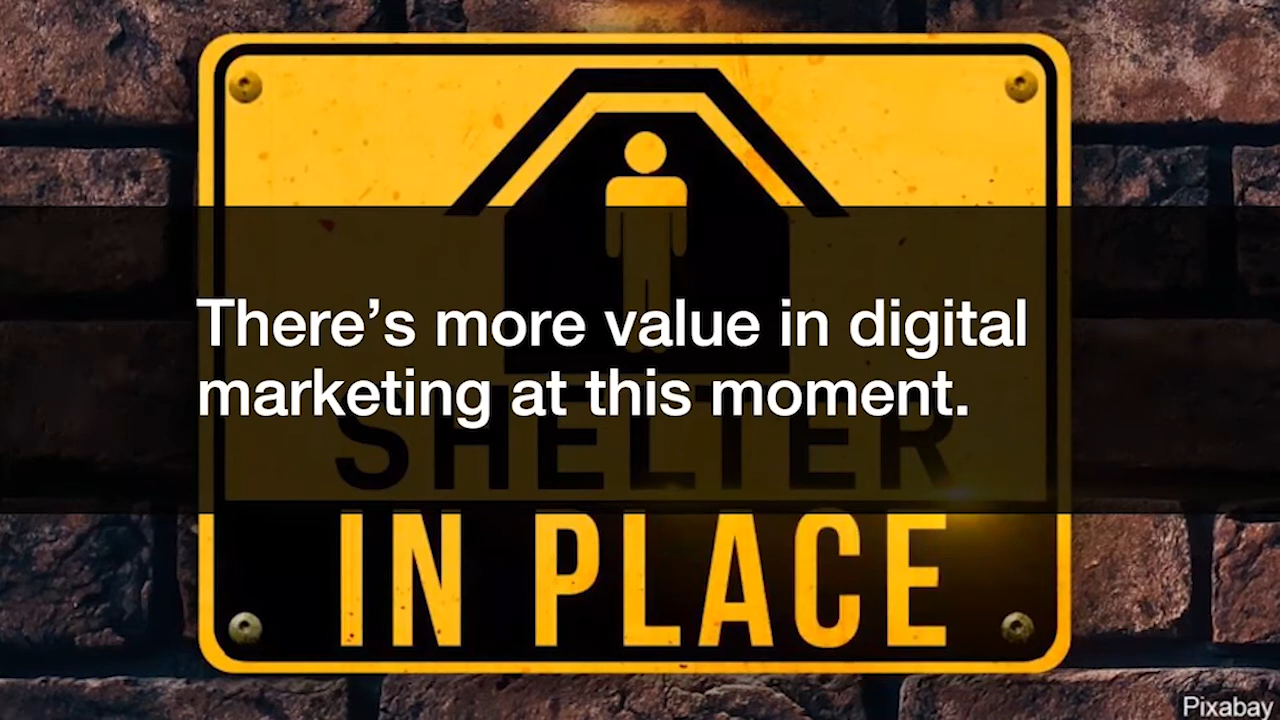 There's more value in digital
marketing at this moment.
SHELTER
IN PLACE
Pixabay